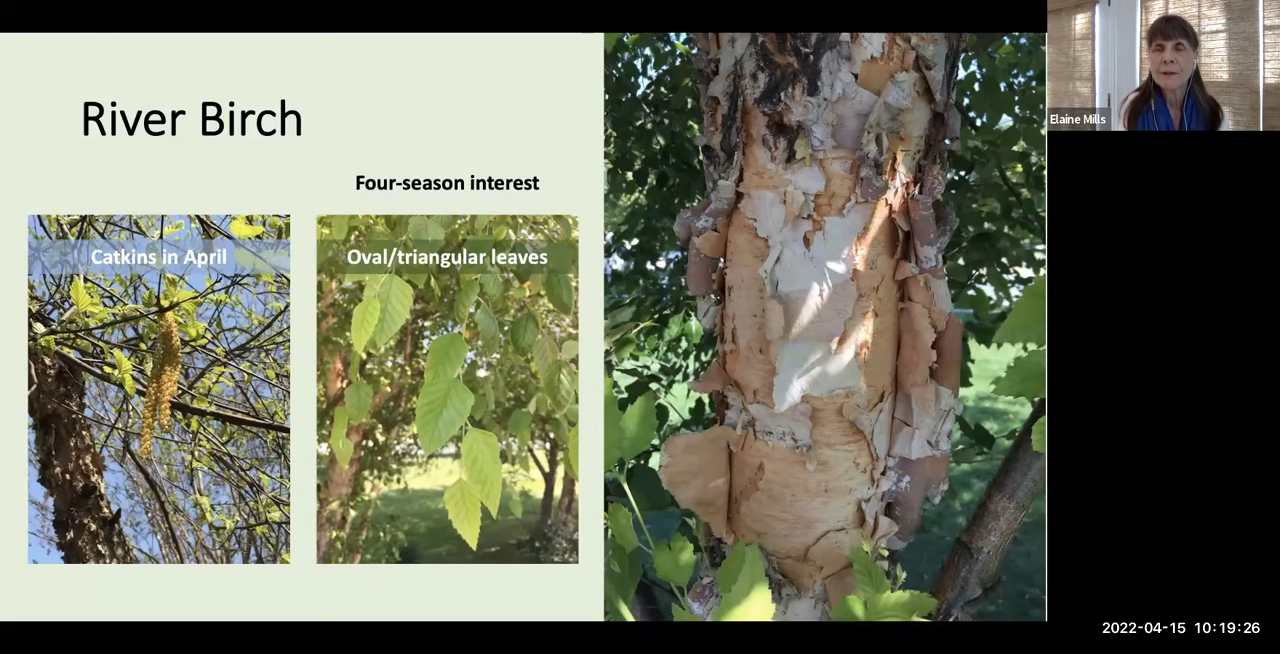 River Birch
Four-season interest
Catkins in April
Oval/triangular leaves
Elaine Mills
2022-04-15 10:19:26